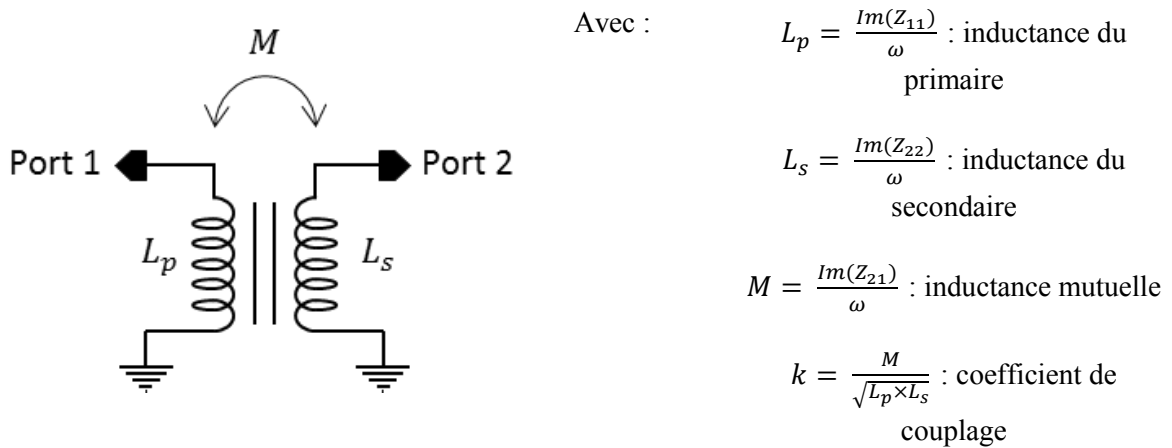 M
Port 1
Port 2
L_p
L_s
Avec :
L_p = Im(Z_11)/ω : inductance du
primaire
L_s = Im(Z_22)/ω : inductance du
secondaire
M = Im(Z_21)/ω : inductance mutuelle
k = M/√(L_p×L_s) : coefficient de
couplage